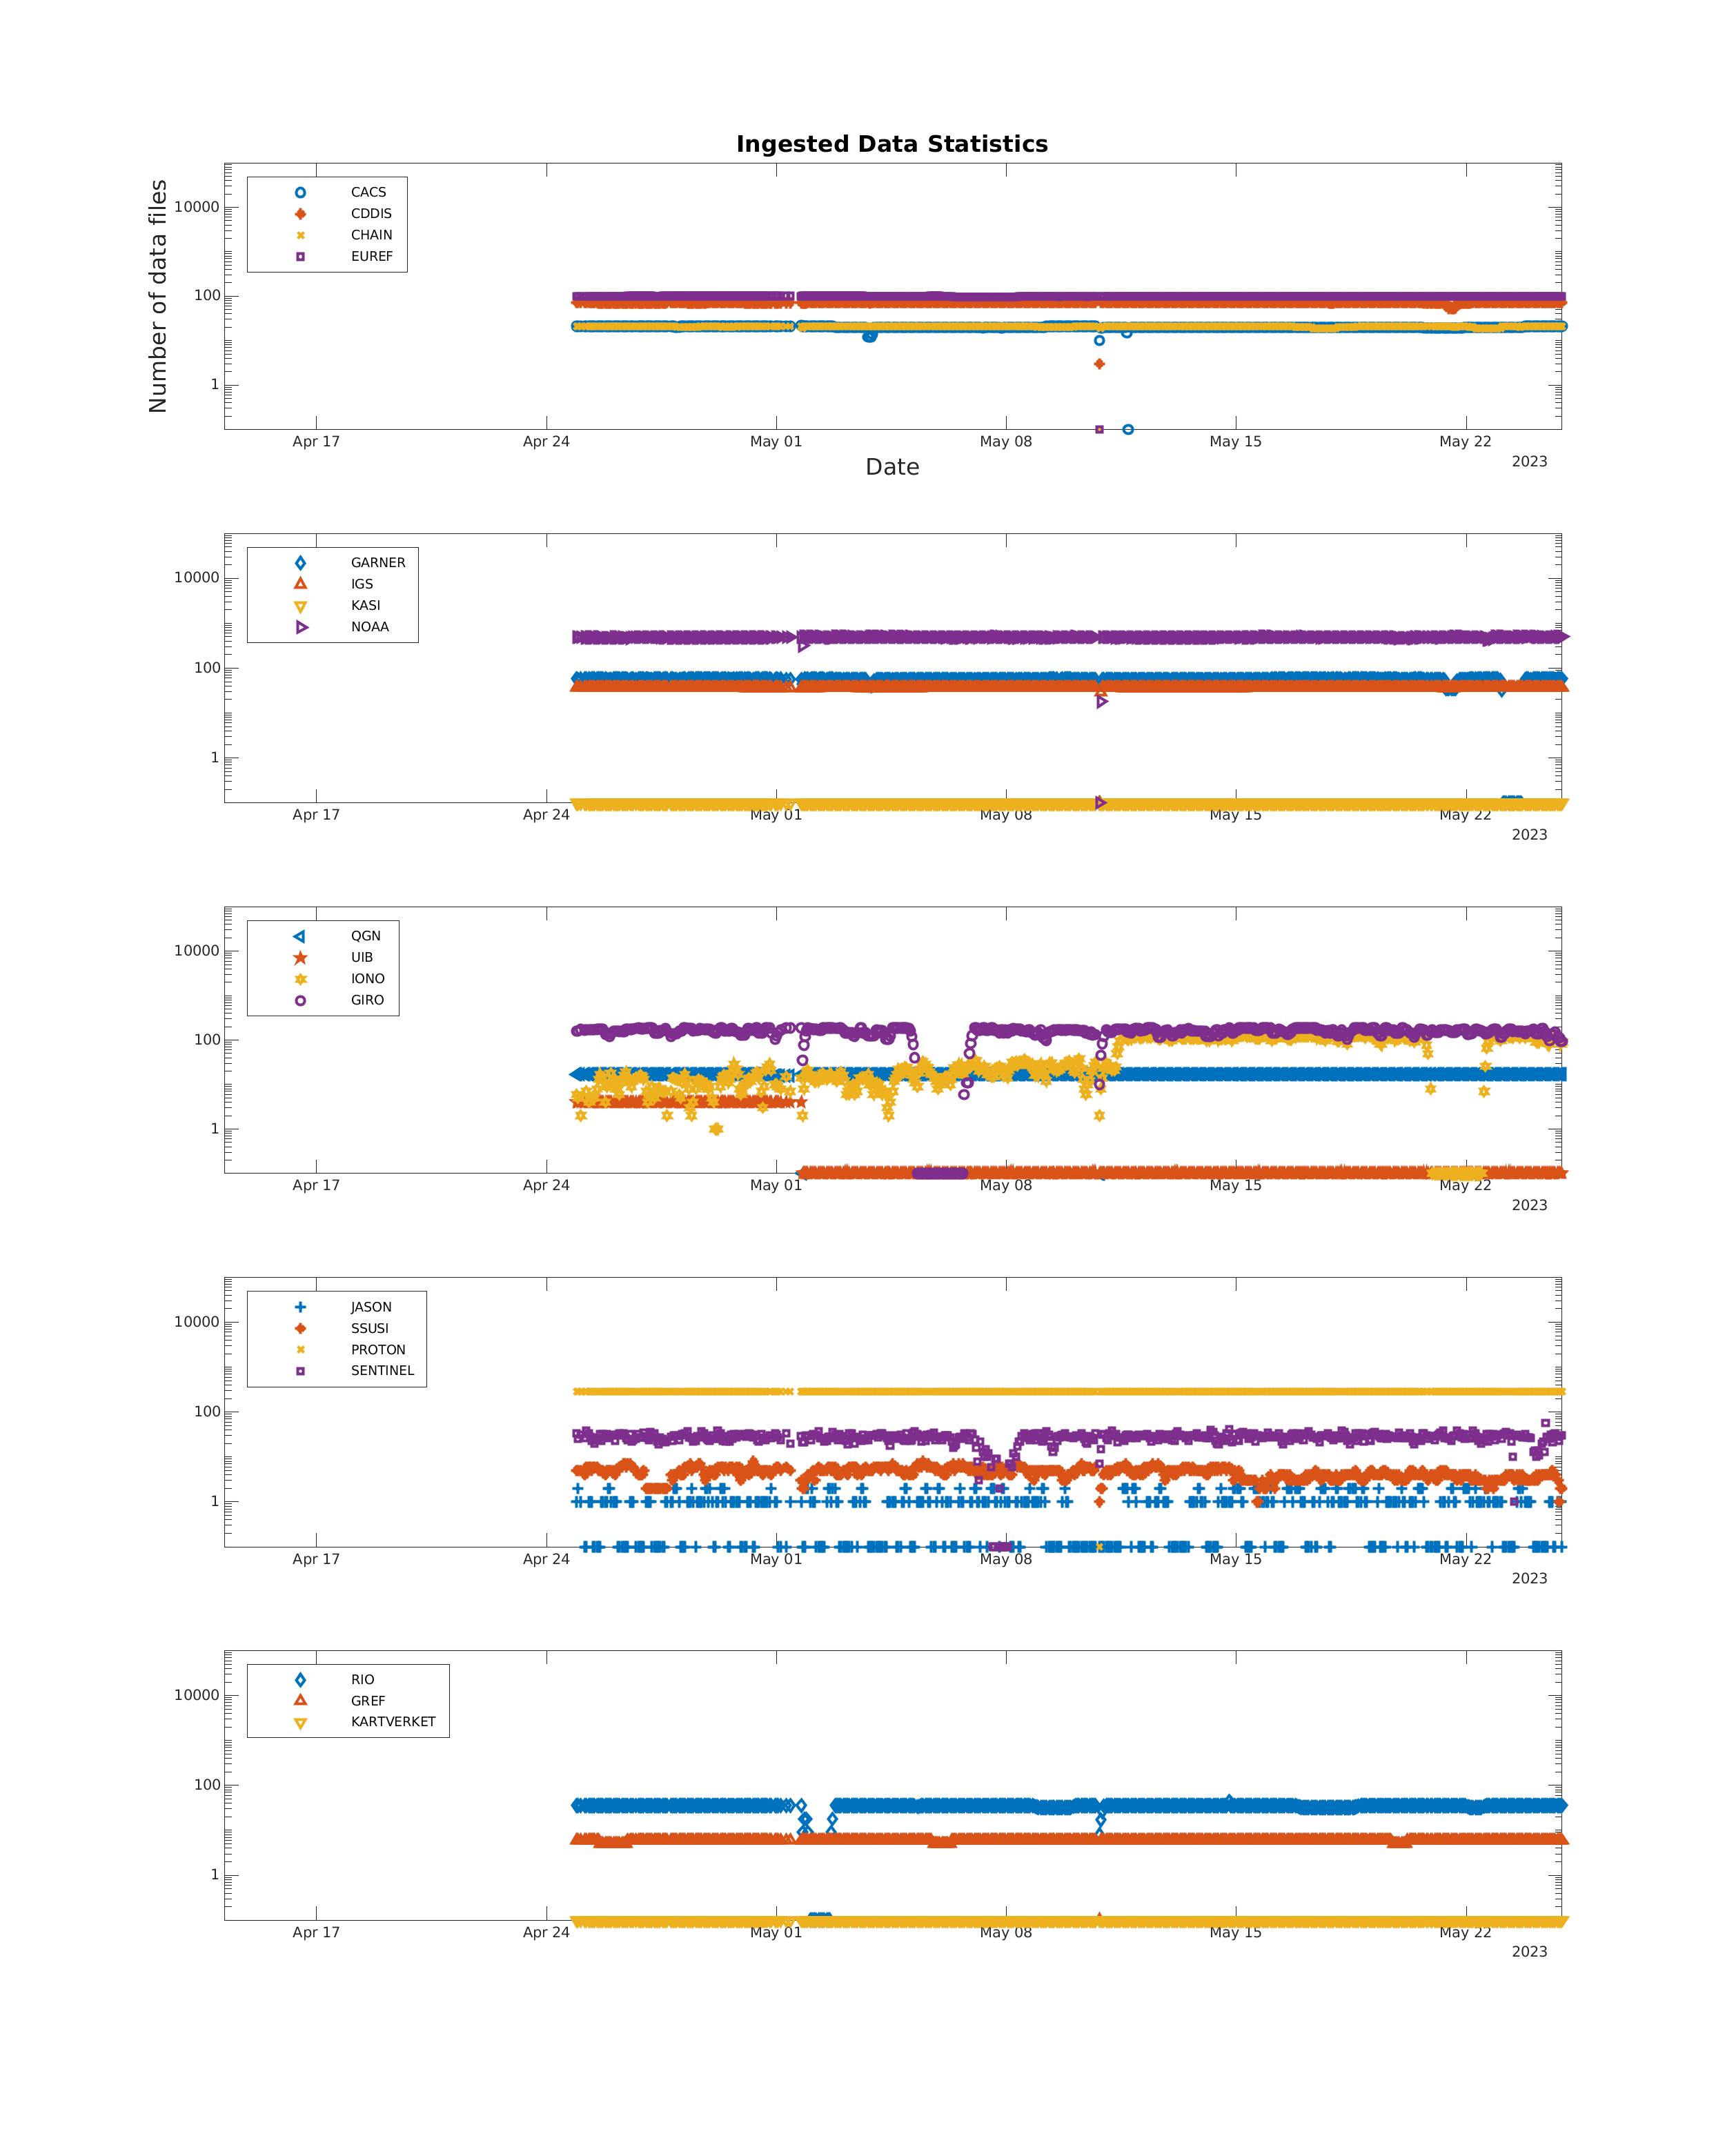 Ingested Data Statistics
Number of data files
10000
100
1
CACS
CDDIS
CHAIN
EUREF
Apr 17 Apr 24 May 01 May 08 May 15 May 22
2023
Date
10000
100
1
GARNER
IGS
KASI
NOAA
Apr 17 Apr 24 May 01 May 08 May 15 May 22
2023
10000
100
1
QGN
UIB
IONO
GIRO
Apr 17 Apr 24 May 01 May 08 May 15 May 22
2023
10000
100
1
JASON
SSUSI
PROTON
SENTINEL
Apr 17 Apr 24 May 01 May 08 May 15 May 22
2023
10000
100
1
RIO
GREF
KARTVERKET
Apr 17 Apr 24 May 01 May 08 May 15 May 22
2023